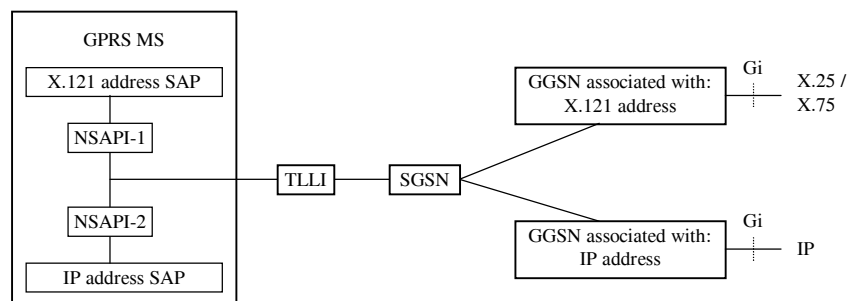 GPRS MS
X.121 address SAP
NSAPI-1
NSAPI-2
IP address SAP
TLLI
SGSN
GGSN associated with:
X.121 address
Gi
X.25 /
X.75
GGSN associated with:
IP address
Gi
IP